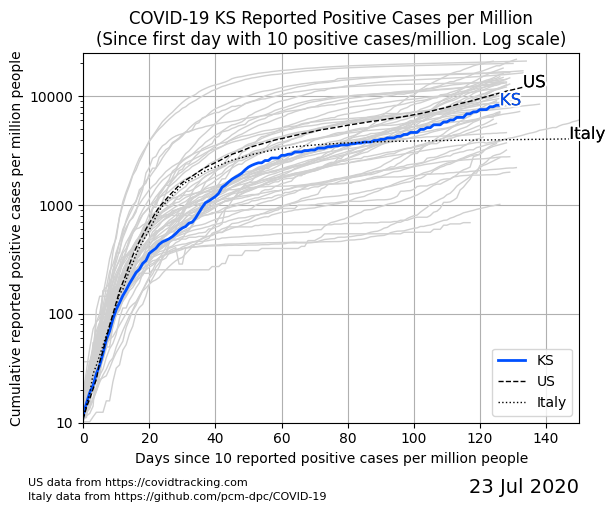 COVID-19 KS Reported Positive Cases per Million
(Since first day with 10 positive cases/million. Log scale)
Cumulative reported positive cases per million people
10000
1000
100
10
US
KS
Italy
KS
US
Italy
0 20 40 60 80 100 120 140
Days since 10 reported positive cases per million people
US data from https://covidtracking.com
Italy data from https://github.com/pcm-dpc/COVID-19
23 Jul 2020